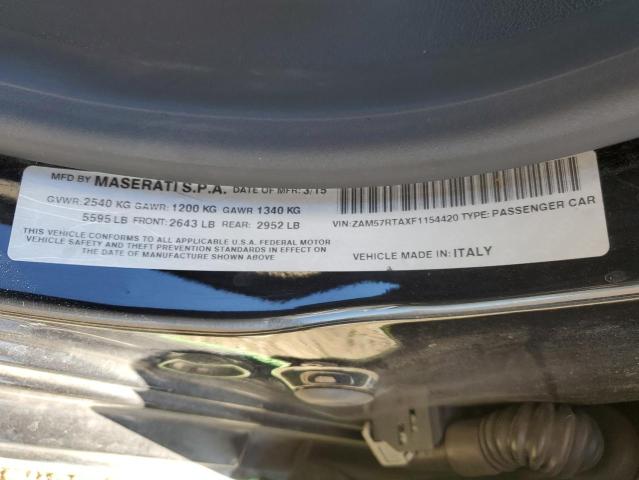 MFD BY MASERATI S.P.A. DATE OF MFR: 3/15
GVWR: 2540 KG GAWR: 1200 KG GAWR 1340 KG
5595 LB FRONT: 2643 LB REAR: 2952 LB
THIS VEHICLE CONFORMS TO ALL APPLICABLE U.S.A. FEDERAL MOTOR
VEHICLE SAFETY AND THEFT PREVENTION STANDARDS IN EFFECT ON
THE DATE OF MANUFACTURE SHOWN ABOVE.
VIN: ZAM57RTAXF1154420 TYPE: PASSENGER CAR
VEHICLE MADE IN: ITALY